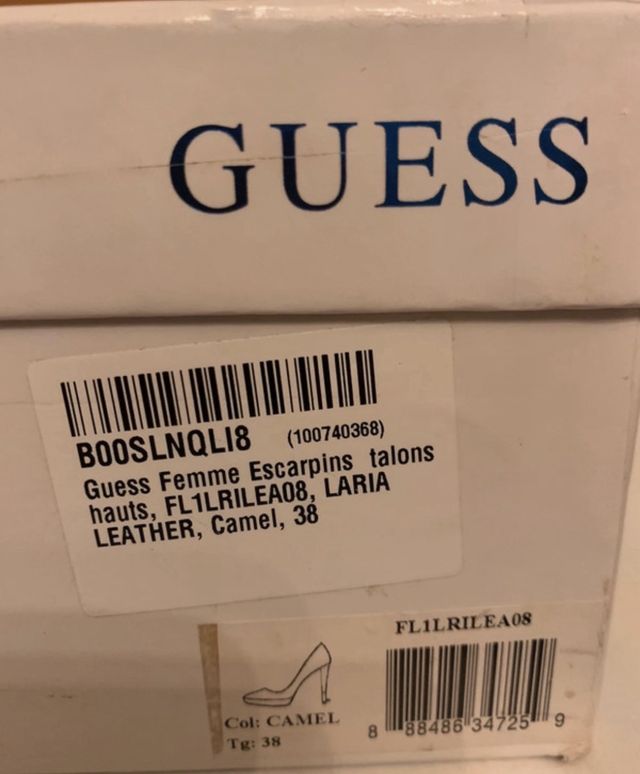 GUESS
B00SLNQLI8 (100740368)
Guess Femme Escarpins talons
hauts, FL1LRILEA08, LARIA
LEATHER, Camel, 38
FL1LRILEA08
Col: CAMEL
Tg: 38
8 88486 34725 9